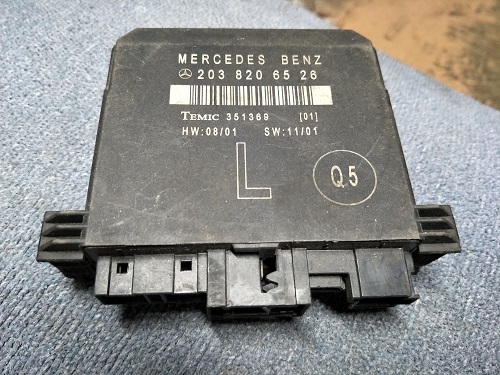 MERCEDES BENZ
203 820 65 26
TEMIC 351369 [01]
HW:08/01 SW:11/01
L
Q5